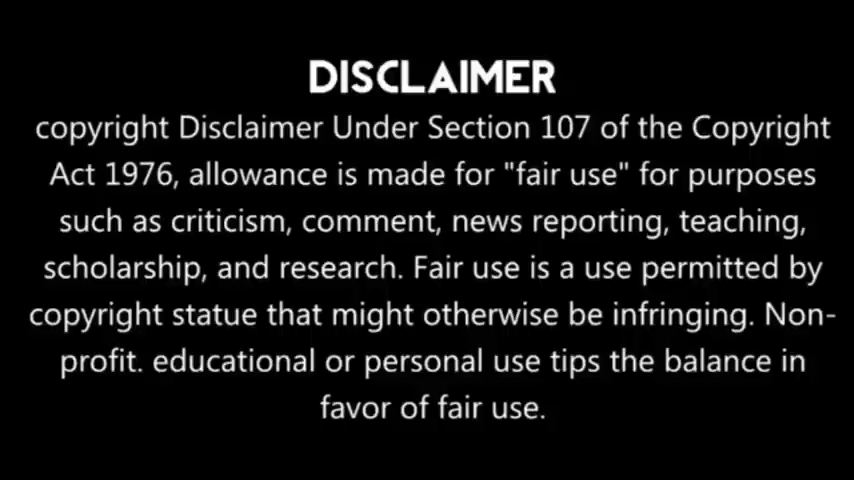 DISCLAIMER
copyright Disclaimer Under Section 107 of the Copyright
Act 1976, allowance is made for "fair use" for purposes
such as criticism, comment, news reporting, teaching,
scholarship, and research. Fair use is a use permitted by
copyright statue that might otherwise be infringing. Non-
profit. educational or personal use tips the balance in
favor of fair use.